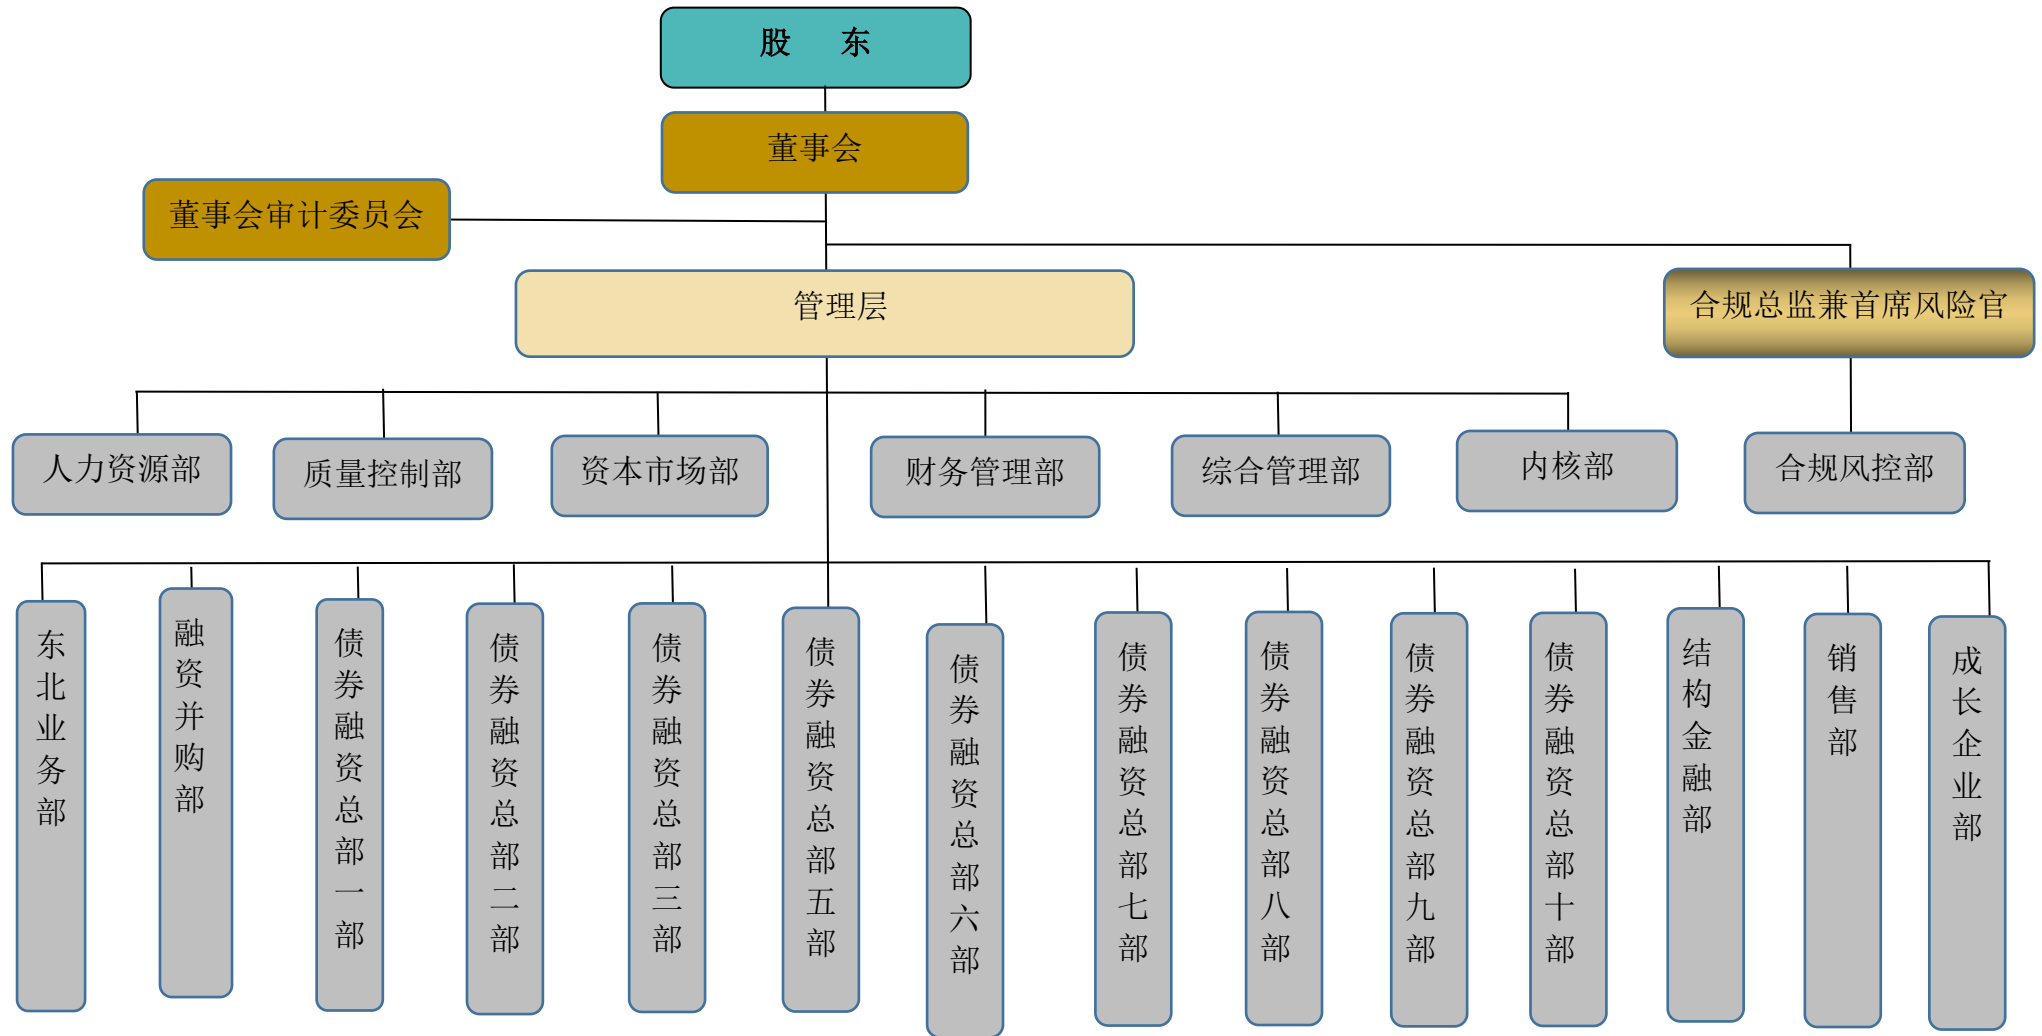 股 东
董事会
董事会审计委员会
管理层
合规总监兼首席风险官
人力资源部
质量控制部
资本市场部
财务管理部
综合管理部
内核部
合规风控部
东北业务部
融资并购部
债券融资总部一部
债券融资总部二部
债券融资总部三部
债券融资总部五部
债券融资总部六部
债券融资总部七部
债券融资总部八部
债券融资总部九部
债券融资总部十部
结构金融部
销售部
成长企业部